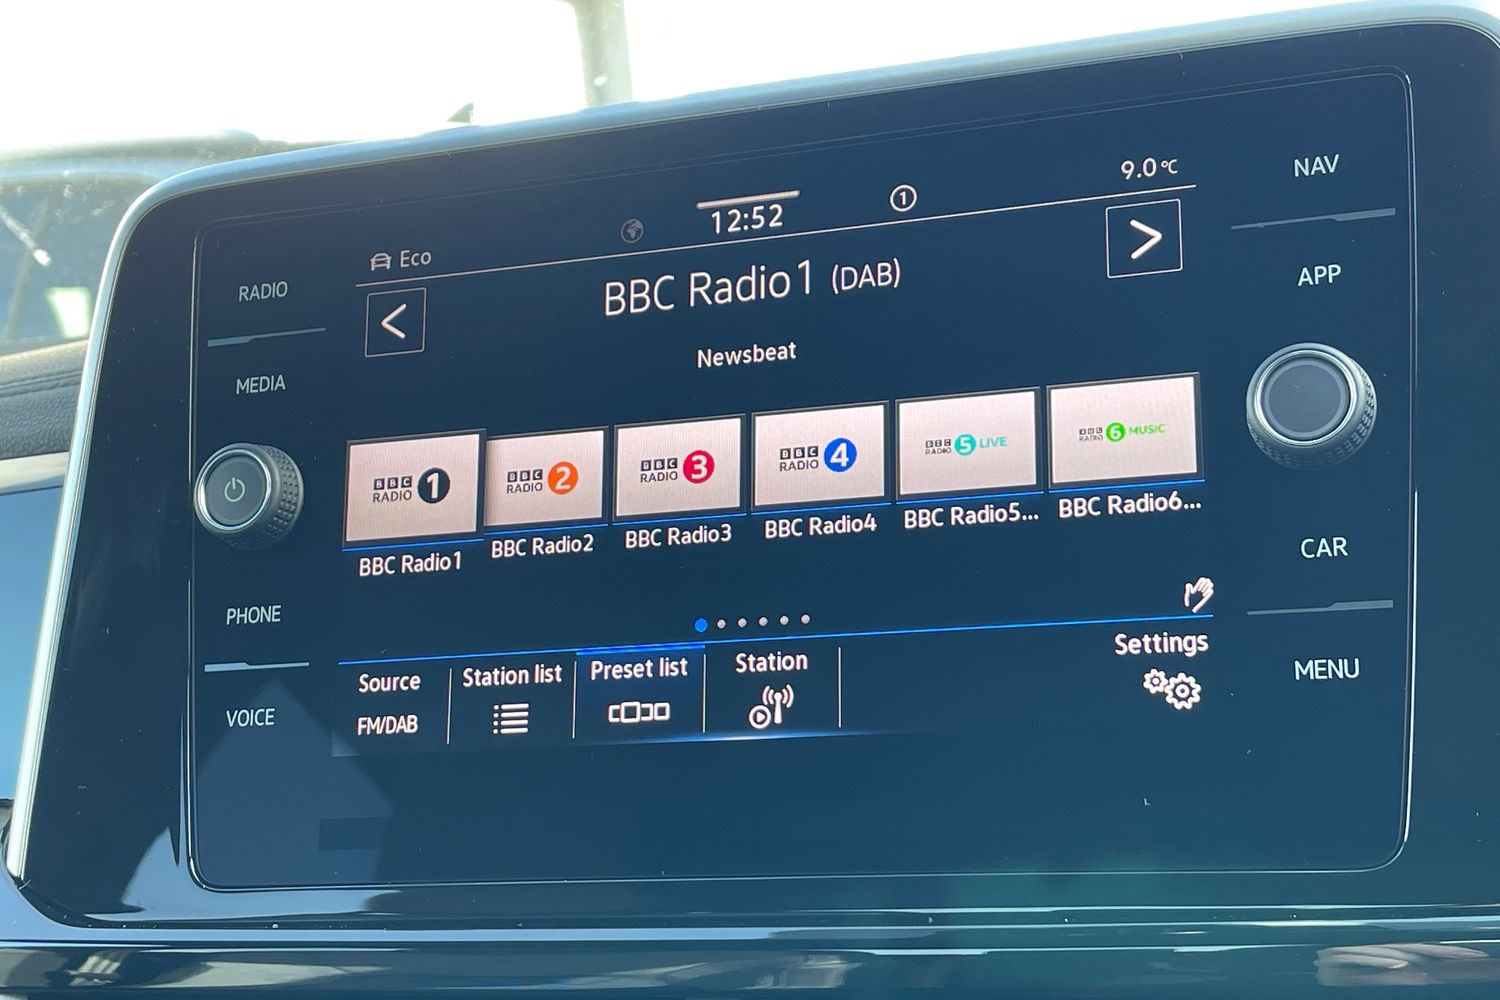 9.0°C
12:52
1
Eco
BBC Radio1 (DAB)
Newsbeat
RADIO
MEDIA
PHONE
VOICE
NAV
APP
CAR
MENU
BBC RADIO 1
BBC RADIO 2
BBC RADIO 3
BBC RADIO 4
BBC RADIO 5 LIVE
BBC RADIO 6 MUSIC
BBC Radio1
BBC Radio2
BBC Radio3
BBC Radio4
BBC Radio5...
BBC Radio6...
Source
FM/DAB
Station list
Preset list
Station
Settings